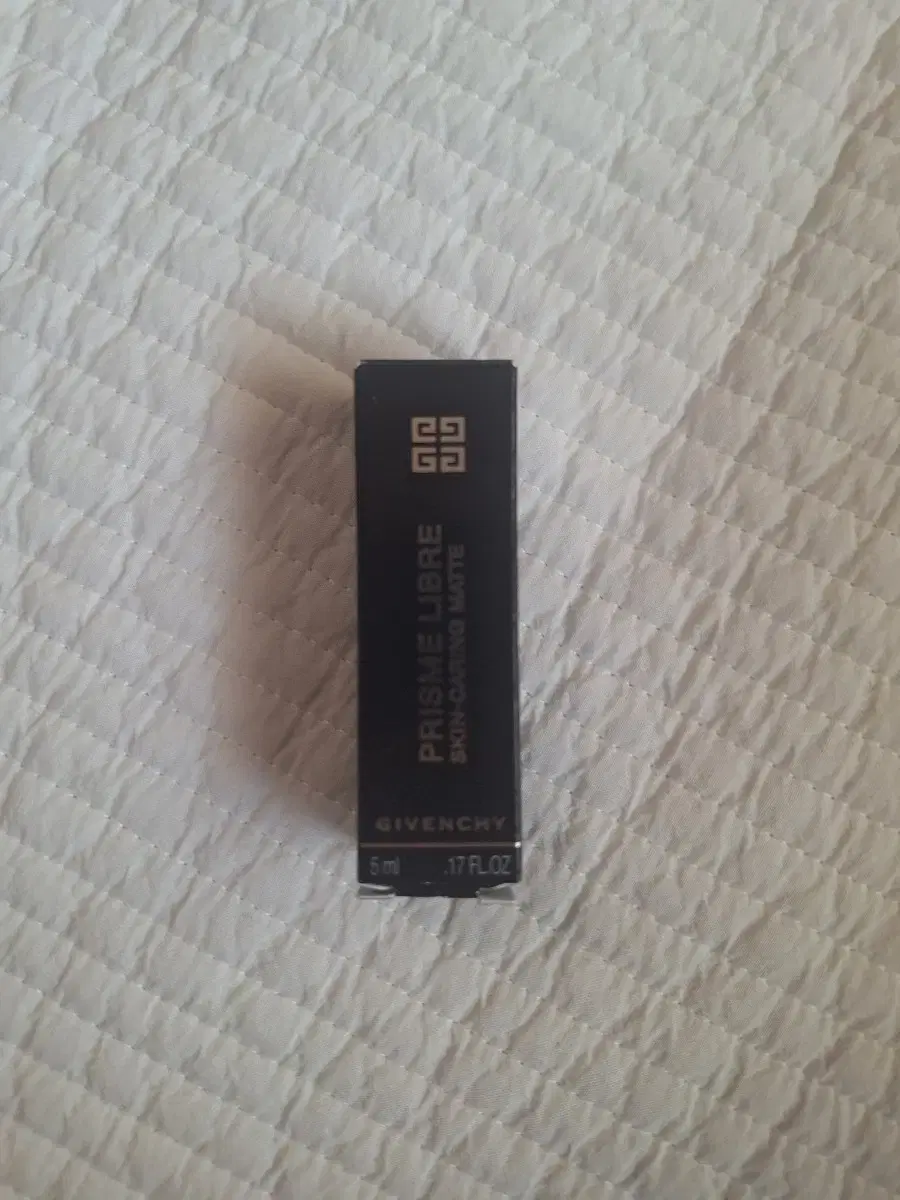 PRISME LIBRE
SKIN-CARING MATTE
GIVENCHY
5 ml .17 FL.OZ